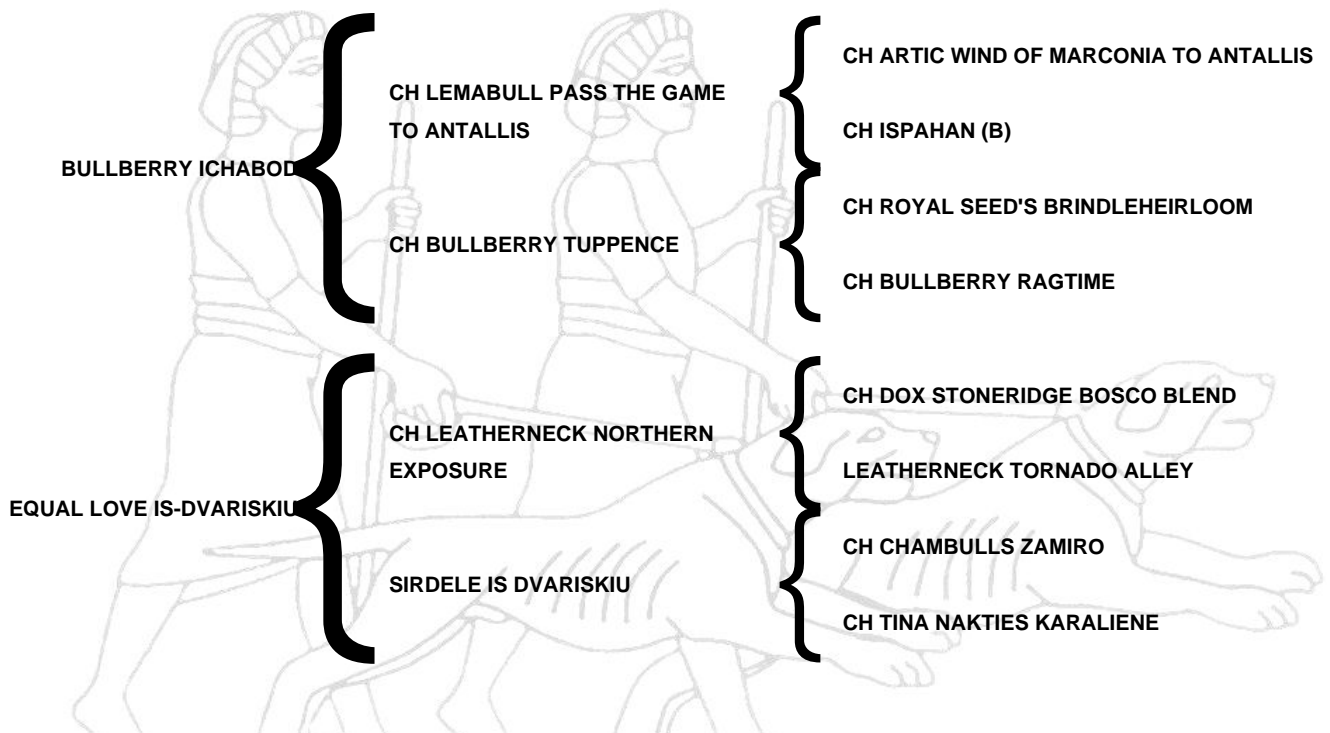 CH ARTIC WIND OF MARCONIA TO ANTALLIS
CH LEMABULL PASS THE GAME
TO ANTALLIS
CH ISPAHAN (B)
BULLBERRY ICHABOD
CH ROYAL SEED'S BRINDLEHEIRLOOM
CH BULLBERRY TUPPENCE
CH BULLBERRY RAGTIME
CH DOX STONERIDGE BOSCO BLEND
CH LEATHERNECK NORTHERN
EXPOSURE
LEATHERNECK TORNADO ALLEY
EQUAL LOVE IS-DVARISKIU
CH CHAMBULLS ZAMIRO
SIRDELE IS DVARISKIU
CH TINA NAKTIES KARALIENE